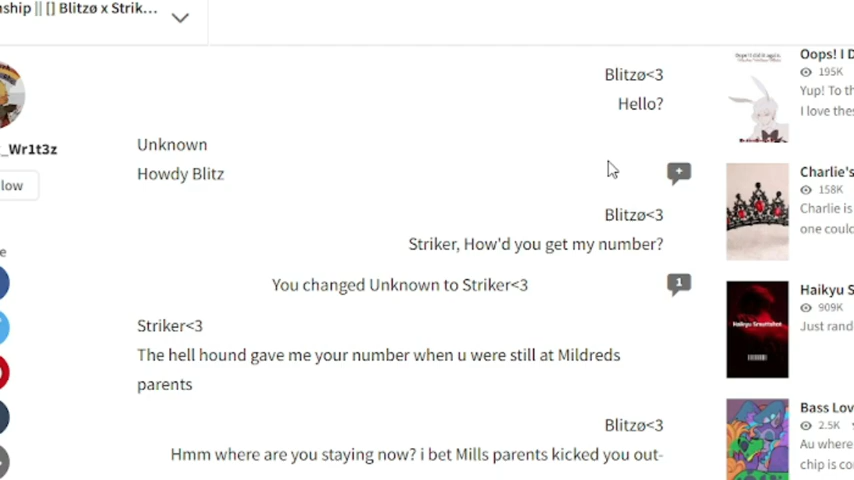 nship || [] Blitzø x Strik...
_Wr1t3z
low
e
Blitzø<3
Hello?
Unknown
Howdy Blitz
+
Blitzø<3
Striker, How'd you get my number?
You changed Unknown to Striker<3
1
Striker<3
The hell hound gave me your number when u were still at Mildreds
parents
Blitzø<3
Hmm where are you staying now? i bet Mills parents kicked you out-
Oops! I D
195K
Yup! To th
I love thes
Charlie's
158K
Charlie is
one could
Haikyu S
909K
Just rand
Bass Lov
2.5K
Au where
chip is co